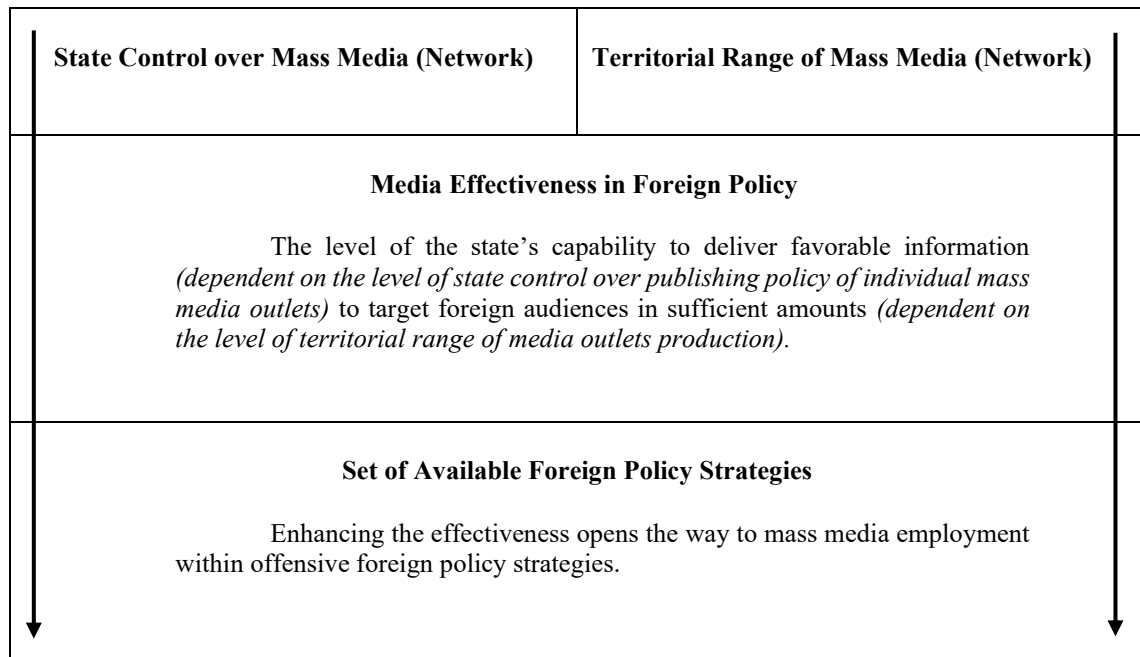 State Control over Mass Media (Network)
Territorial Range of Mass Media (Network)
Media Effectiveness in Foreign Policy
The level of the state's capability to deliver favorable information
(dependent on the level of state control over publishing policy of individual mass
media outlets) to target foreign audiences in sufficient amounts (dependent on
the level of territorial range of media outlets production).
Set of Available Foreign Policy Strategies
Enhancing the effectiveness opens the way to mass media employment
within offensive foreign policy strategies.